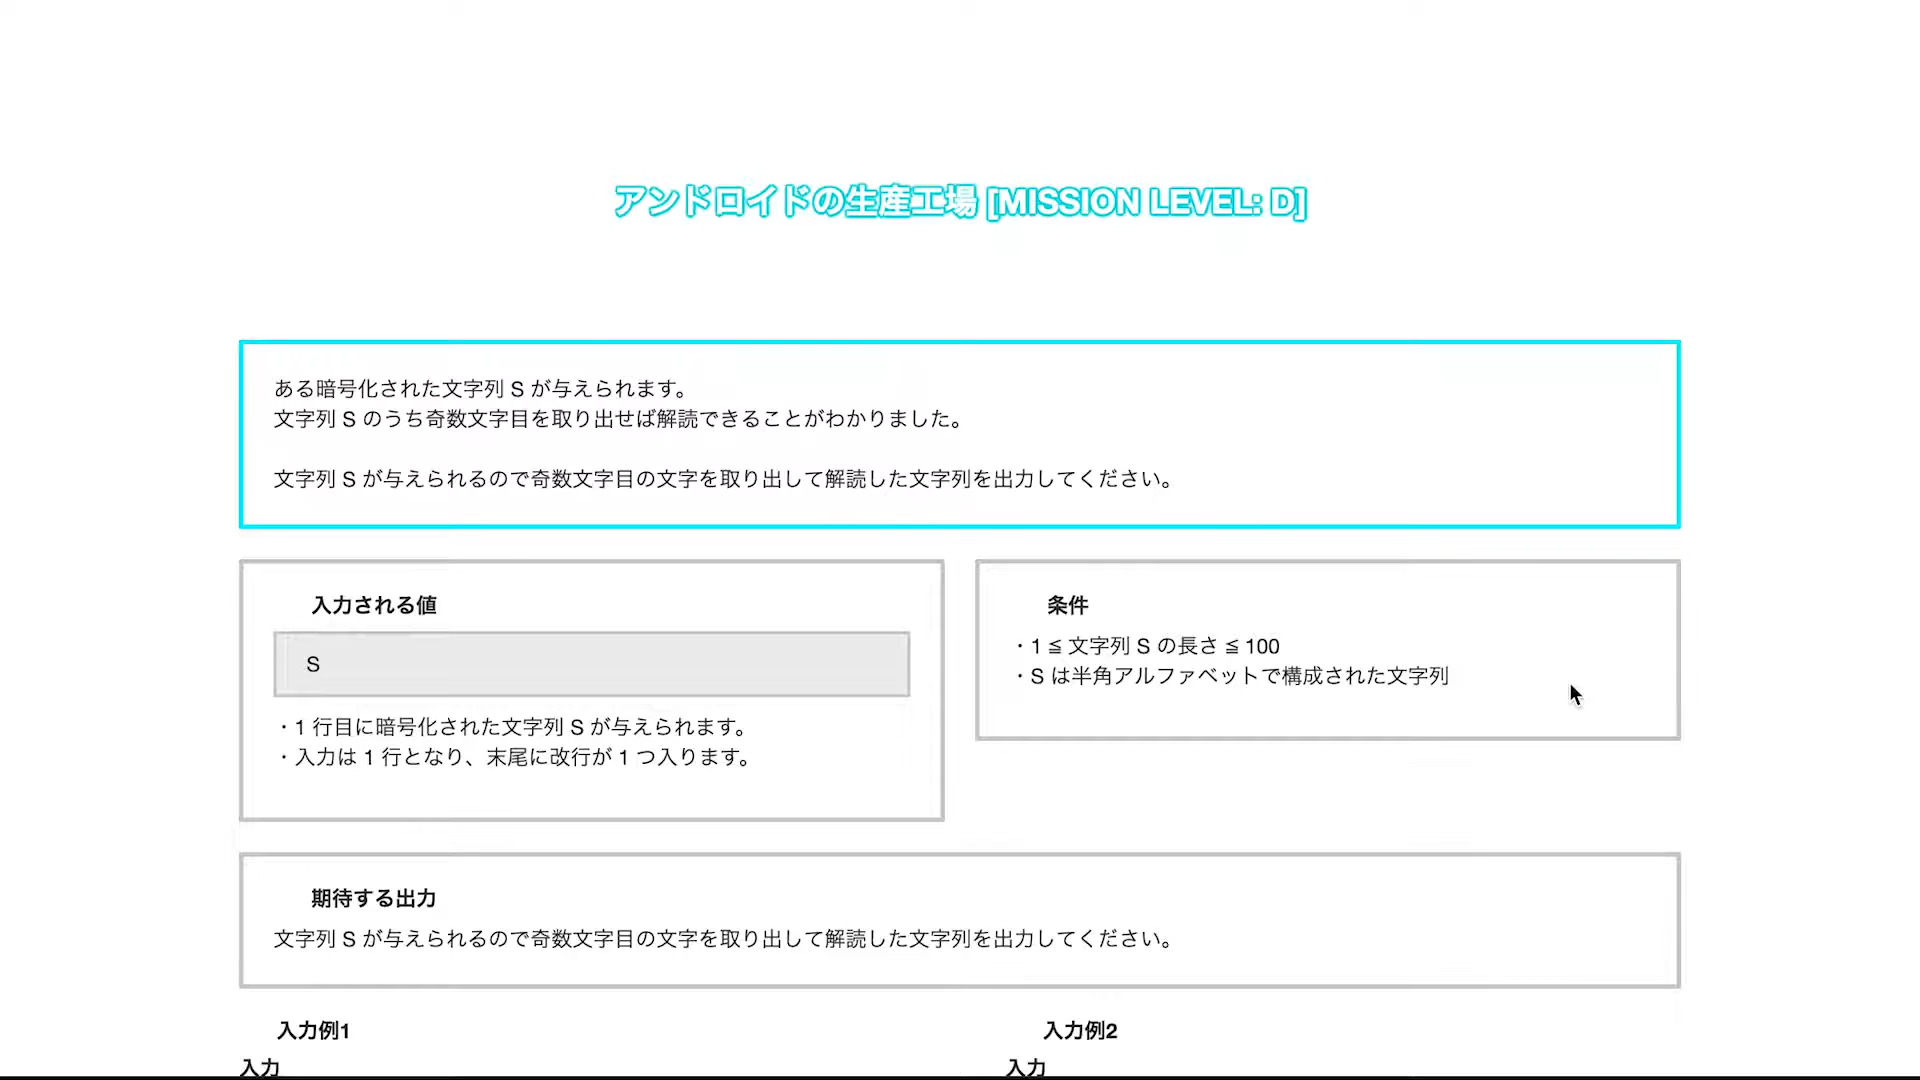 アンドロイドの生産工場 [MISSION LEVEL: D]
ある暗号化された文字列 S が与えられます。
文字列 S のうち奇数文字目を取り出せば解読できることがわかりました。
文字列 S が与えられるので奇数文字目の文字を取り出して解読した文字列を出力してください。
入力される値
S
・1 行目に暗号化された文字列 S が与えられます。
・入力は 1 行となり、末尾に改行が 1 つ入ります。
条件
・1 ≦ 文字列 S の長さ ≦ 100
・S は半角アルファベットで構成された文字列
期待する出力
文字列 S が与えられるので奇数文字目の文字を取り出して解読した文字列を出力してください。
入力例1
入力
入力例2
入力